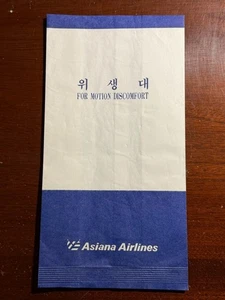 위 생 대
FOR MOTION DISCOMFORT
Asiana Airlines